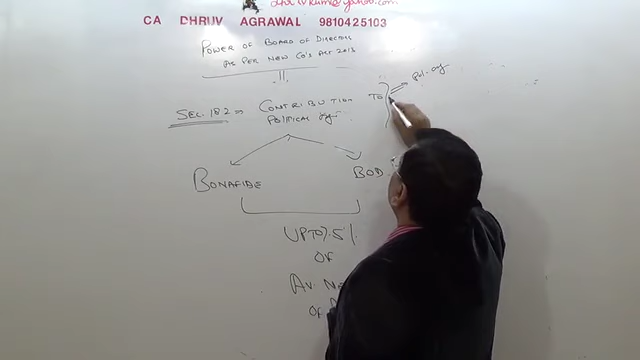 CA DHRUV AGRAWAL 9810425103
POWER OF BOARD OF DIRECTORS
AS PER NEW CO'S ACT 2013
SEC. 182 ⇒ CONTRIBUTION TO
POLITICAL Org
Pol. org
BONAFIDE BOD
UPTO 7.5%
OF
AV. NE
OF